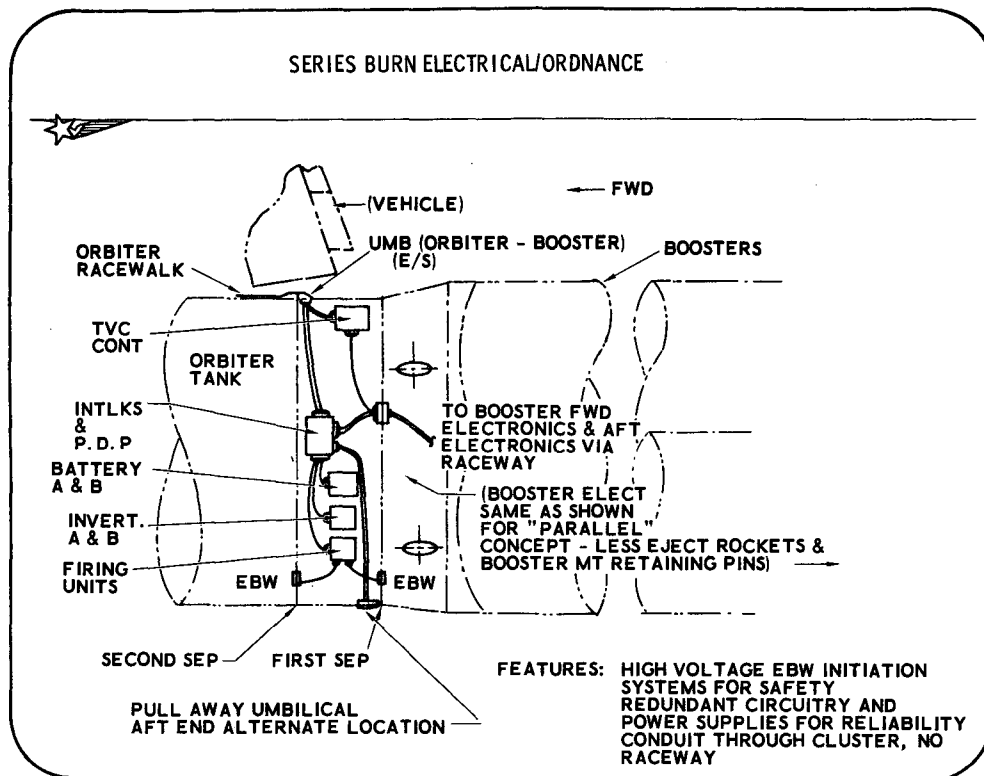 SERIES BURN ELECTRICAL/ORDNANCE
FWD
(VEHICLE)
UMB (ORBITER - BOOSTER)
(E/S)
BOOSTERS
ORBITER
RACEWALK
TVC
CONT
ORBITER
TANK
INTLKS
&
P.D.P
BATTERY
A & B
INVERT.
A & B
FIRING
UNITS
EBW
EBW
TO BOOSTER FWD
ELECTRONICS & AFT
ELECTRONICS VIA
RACEWAY
(BOOSTER ELECT
SAME AS SHOWN
FOR "PARALLEL"
CONCEPT - LESS EJECT ROCKETS &
BOOSTER MT RETAINING PINS)
SECOND SEP
FIRST SEP
PULL AWAY UMBILICAL
AFT END ALTERNATE LOCATION
FEATURES: HIGH VOLTAGE EBW INITIATION
SYSTEMS FOR SAFETY
REDUNDANT CIRCUITRY AND
POWER SUPPLIES FOR RELIABILITY
CONDUIT THROUGH CLUSTER, NO
RACEWAY